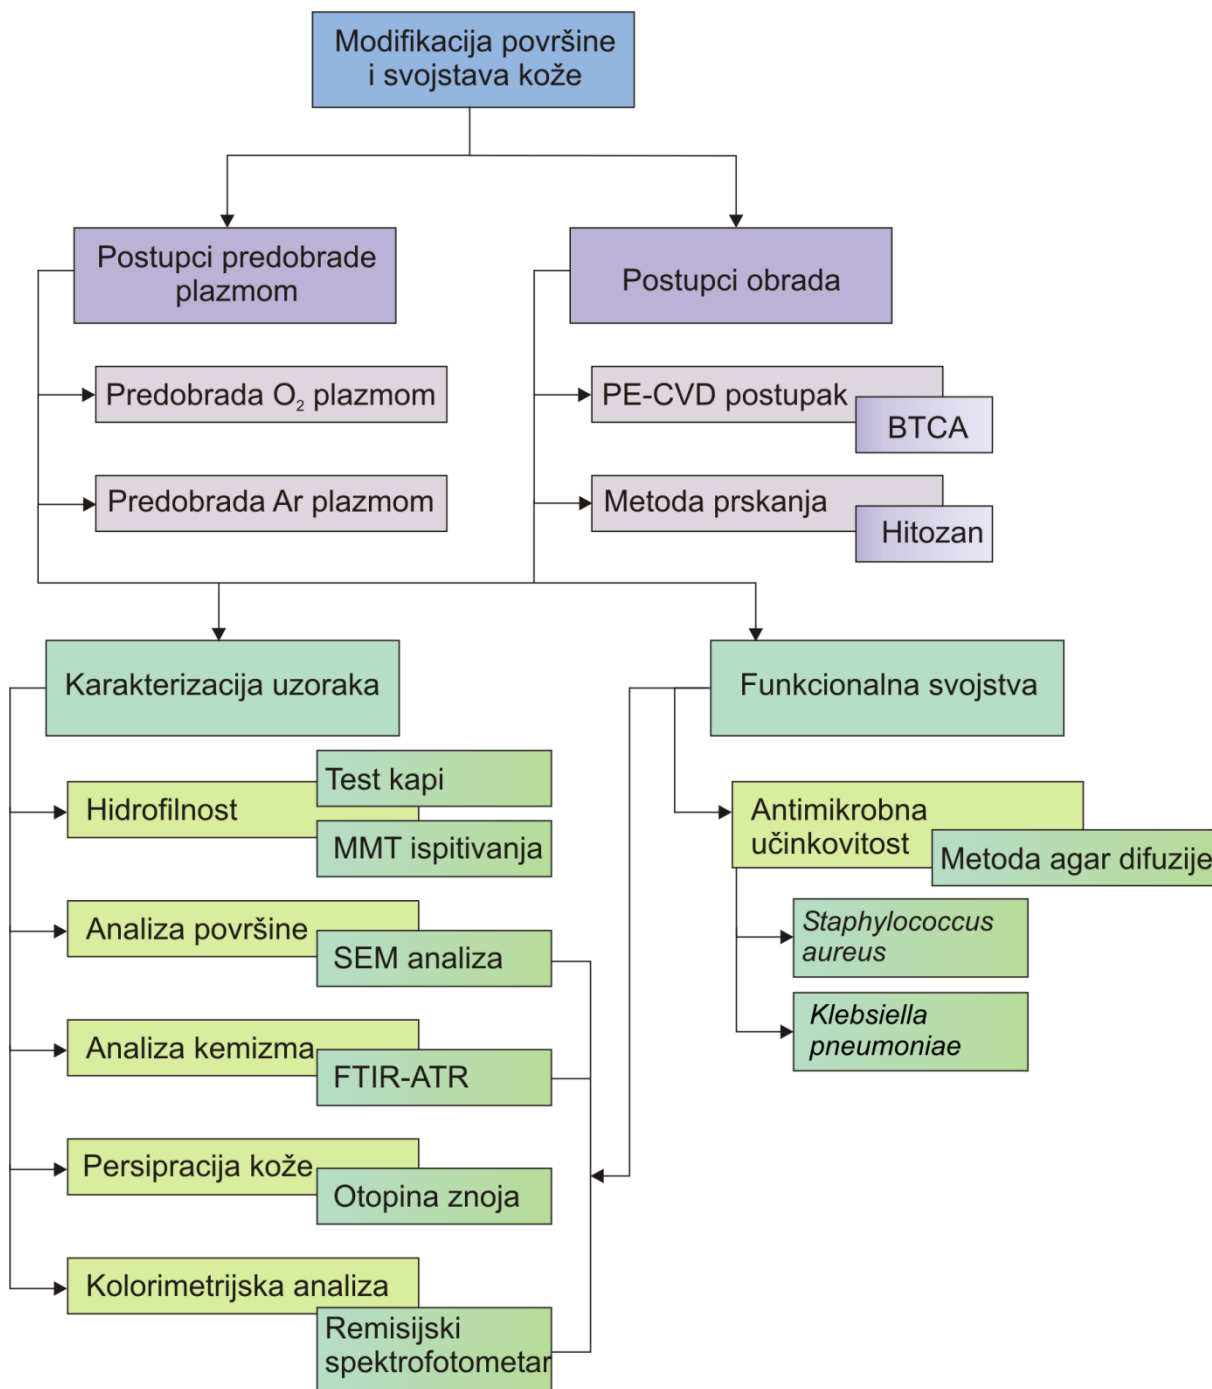 Modifikacija površine
i svojstava kože
Postupci predobrade
plazmom
Postupci obrada
Predobrada O₂ plazmom
PE-CVD postupak
BTCA
Predobrada Ar plazmom
Metoda prskanja
Hitozan
Karakterizacija uzoraka
Funkcionalna svojstva
Test kapi
Hidrofilnost
MMT ispitivanja
Antimikrobna
učinkovitost
Metoda agar difuzije
Analiza površine
SEM analiza
Staphylococcus
aureus
Analiza kemizma
FTIR-ATR
Klebsiella
pneumoniae
Persipracija kože
Otopina znoja
Kolorimetrijska analiza
Remisijski
spektrofotometar